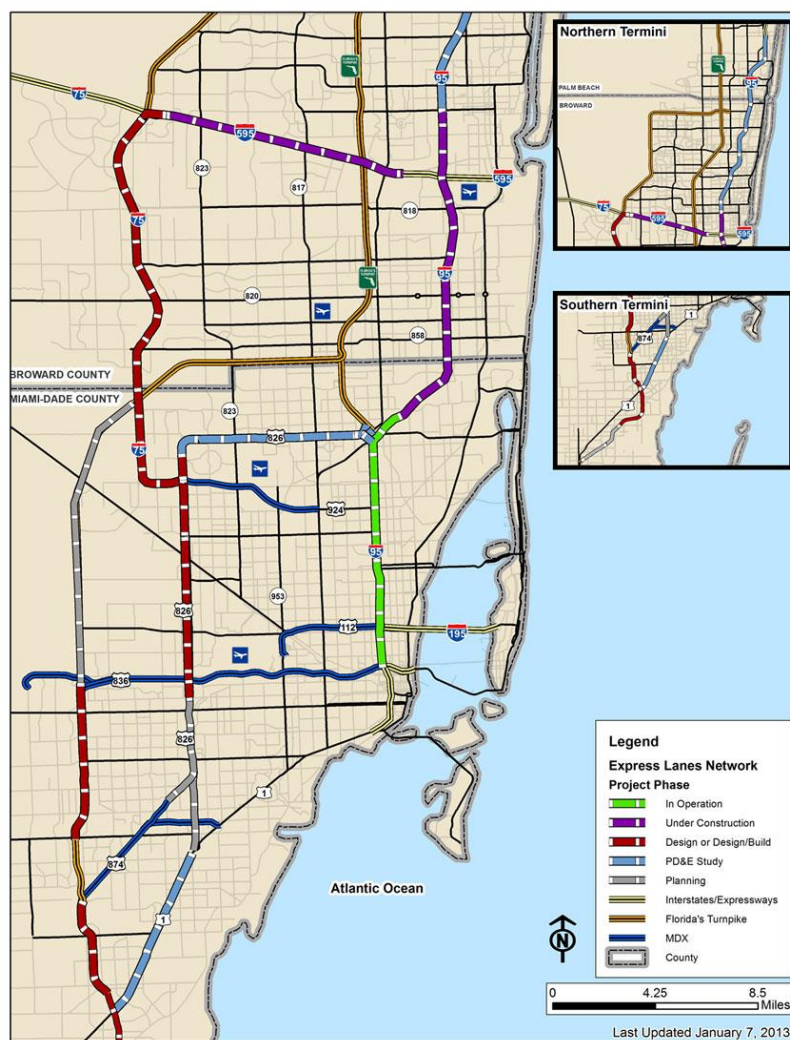 Northern Termini
PALM BEACH
BROWARD
95
75
595
595
Southern Termini
1
874
1
95
75
595
823
817
595
818
75
95
820
858
BROWARD COUNTY
MIAMI-DADE COUNTY
823
826
75
924
95
953
826
112
195
836
826
1
874
1
Atlantic Ocean
N
Legend
Express Lanes Network
Project Phase
In Operation
Under Construction
Design or Design/Build
PD&E Study
Planning
Interstates/Expressways
Florida's Turnpike
MDX
County
0 4.25 8.5
Miles
Last Updated January 7, 2013